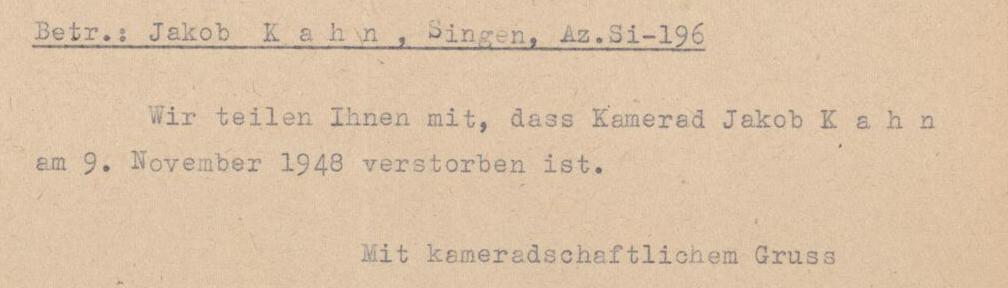 Betr.: Jakob K a h n , Singen, Az.Si-196
Wir teilen Ihnen mit, dass Kamerad Jakob K a h n
am 9. November 1948 verstorben ist.
Mit kameradschaftlichem Gruss